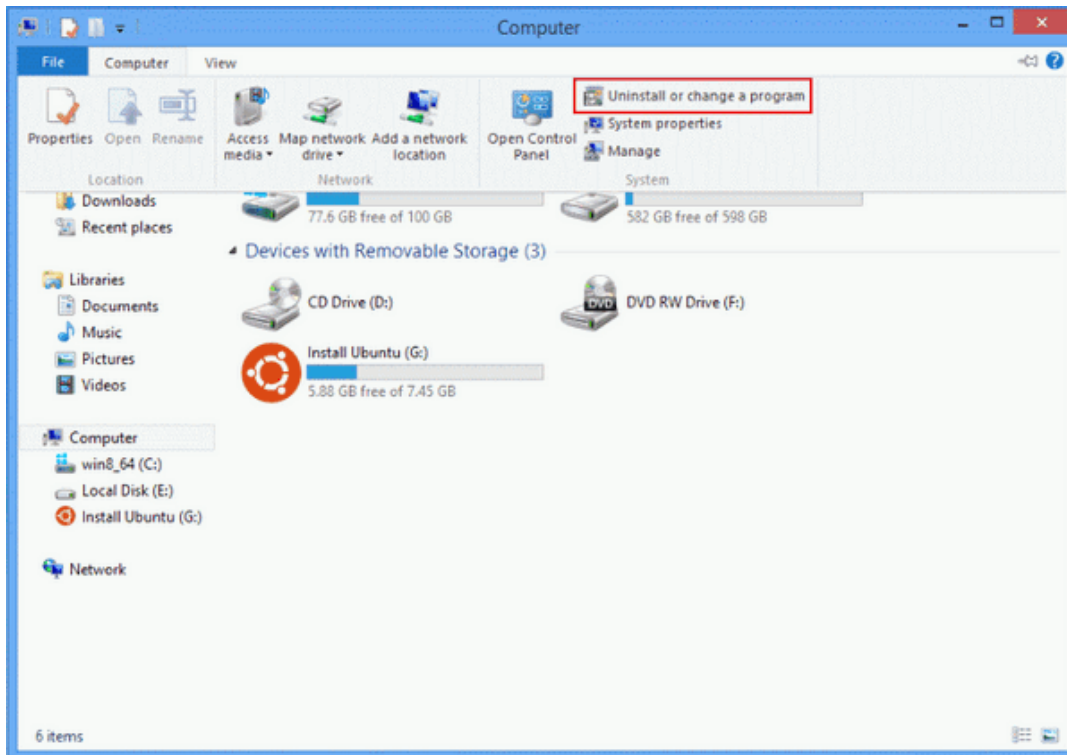 Computer
File Computer View
Properties Open Rename
Location
Access media
Map network drive
Add a network location
Network
Open Control Panel
Uninstall or change a program
System properties
Manage
System
Downloads
Recent places
Libraries
Documents
Music
Pictures
Videos
Computer
win8_64 (C:)
Local Disk (E:)
Install Ubuntu (G:)
Network
77.6 GB free of 100 GB
582 GB free of 598 GB
Devices with Removable Storage (3)
CD Drive (D:)
DVD
DVD RW Drive (F:)
Install Ubuntu (G:)
5.88 GB free of 7.45 GB
6 items